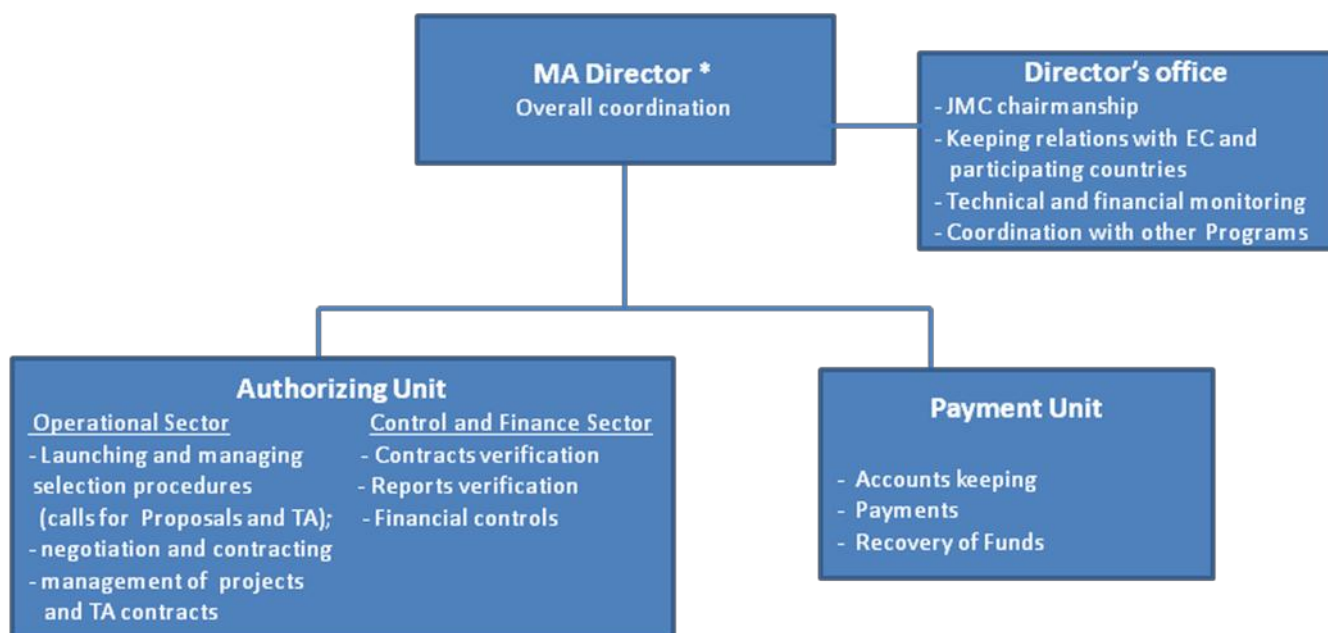 MA Director *
Overall coordination
Director's office
- JMC chairmanship
- Keeping relations with EC and
participating countries
- Technical and financial monitoring
- Coordination with other Programs
Authorizing Unit
Operational Sector
- Launching and managing
selection procedures
(calls for Proposals and TA);
- negotiation and contracting
- management of projects
and TA contracts
Control and Finance Sector
- Contracts verification
- Reports verification
- Financial controls
Payment Unit
- Accounts keeping
- Payments
- Recovery of Funds